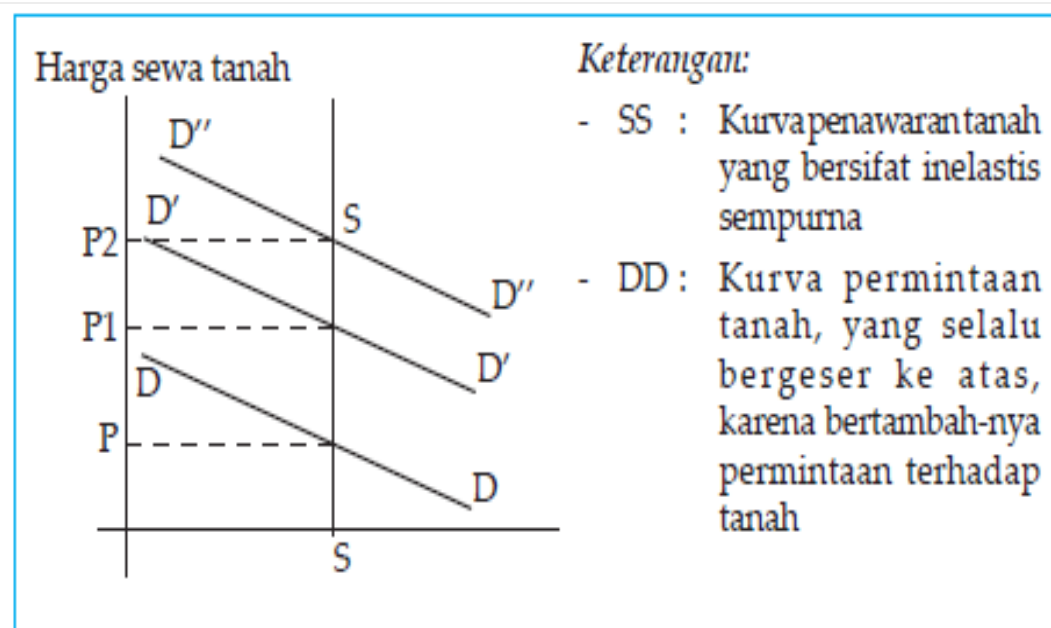 Harga sewa tanah
D′′
D′
S
P2
D′′
P1
D′
D
P
D
S
Keterangan:
- SS : Kurva penawaran tanah
yang bersifat inelastis
sempurna
- DD : Kurva permintaan
tanah, yang selalu
bergeser ke atas,
karena bertambah-nya
permintaan terhadap
tanah